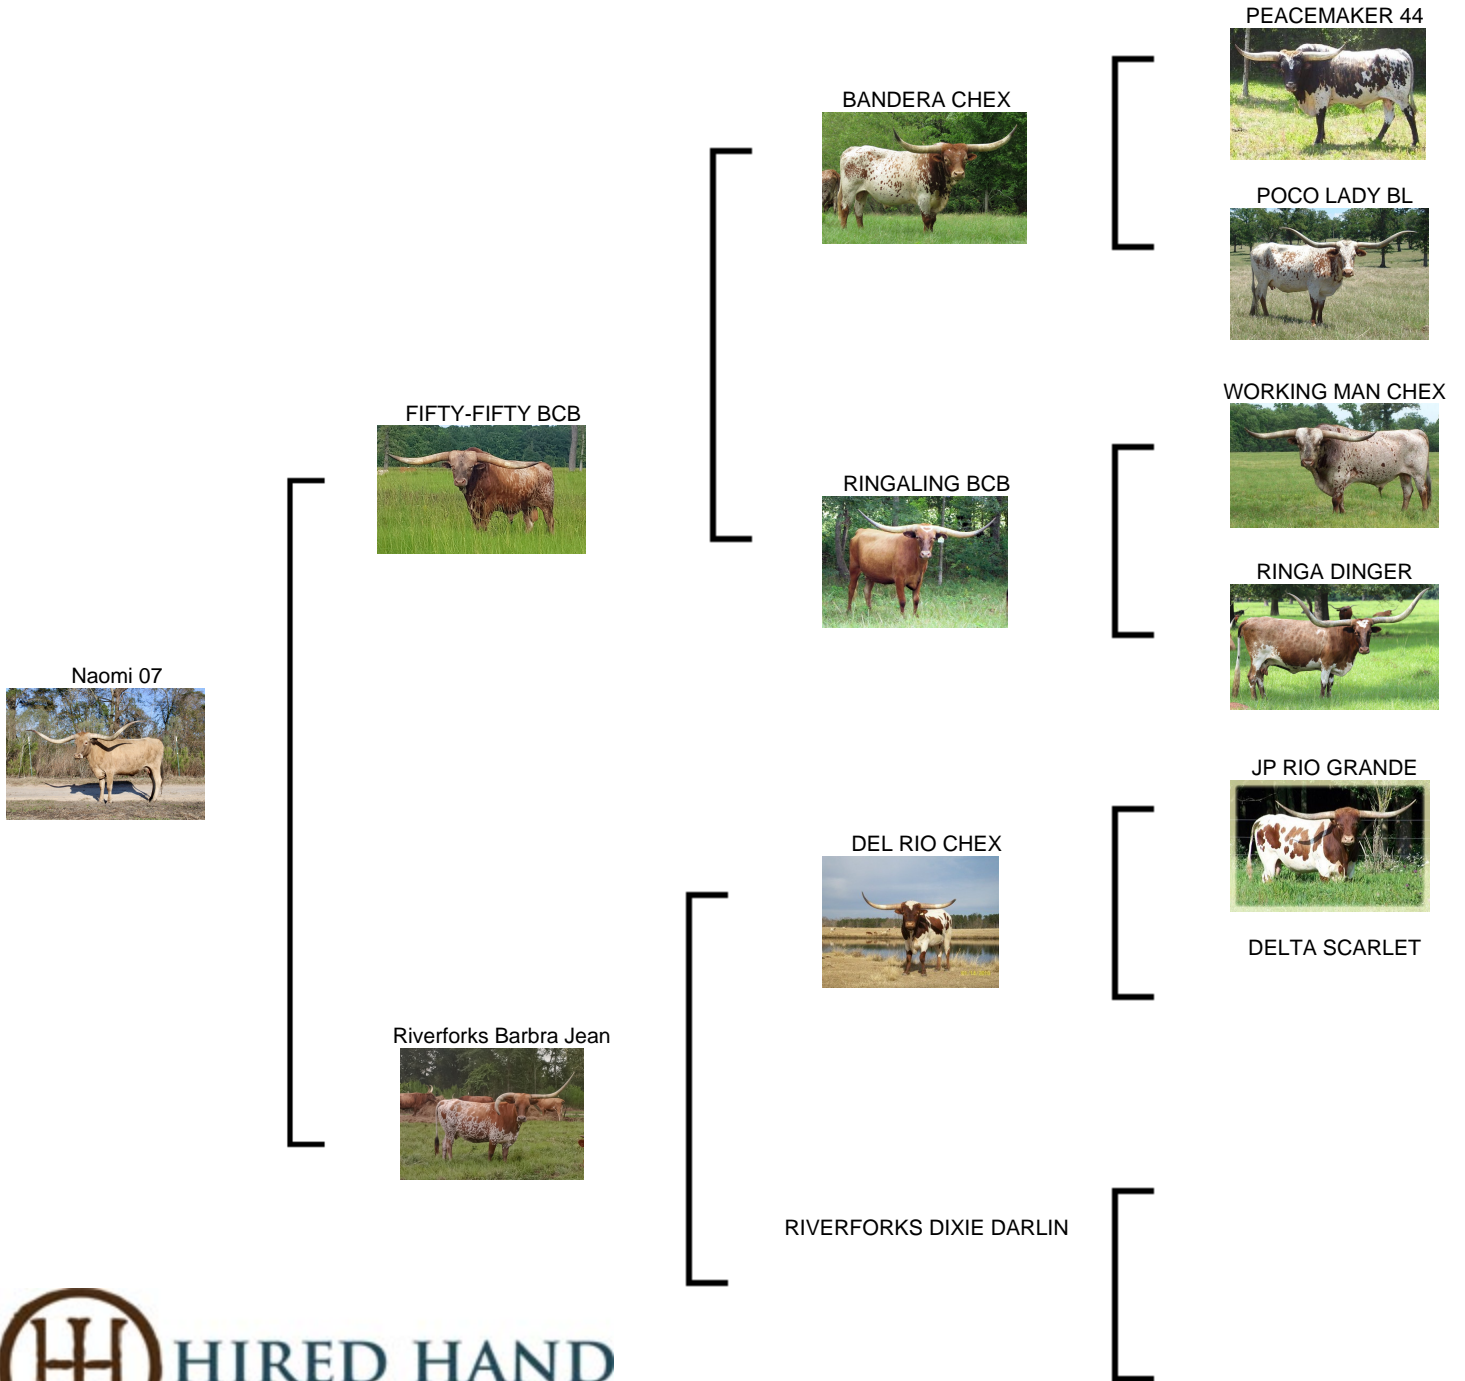 PEACEMAKER 44
BANDERA CHEX
POCO LADY BL
WORKING MAN CHEX
FIFTY-FIFTY BCB
RINGALING BCB
RINGA DINGER
Naomi 07
JP RIO GRANDE
DEL RIO CHEX
DELTA SCARLET
Riverforks Barbra Jean
RIVERFORKS DIXIE DARLIN
HIRED HAND